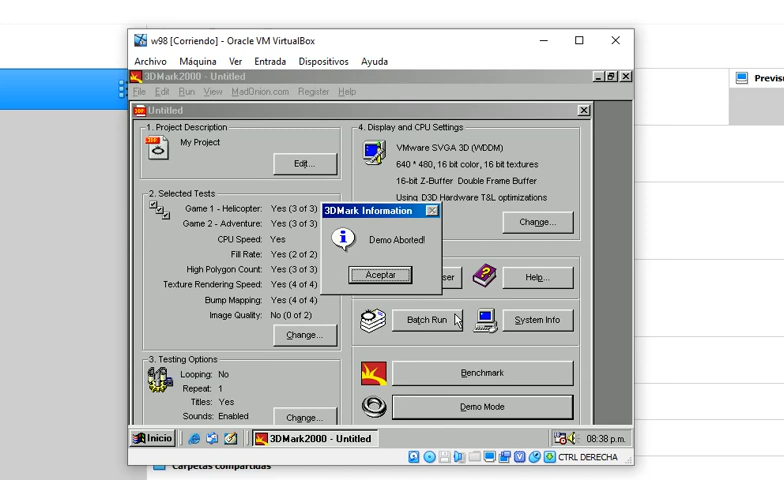 w98 [Corriendo] - Oracle VM VirtualBox
Archivo Máquina Ver Entrada Dispositivos Ayuda
Previsu
3DMark2000 - Untitled
File Edit Run View MadOnion.com Register Help
Untitled
1. Project Description
My Project
Edit...
2. Selected Tests
Game 1 - Helicopter: Yes (3 of 3)
Game 2 - Adventure: Yes (3 of 3)
CPU Speed: Yes
Fill Rate: Yes (2 of 2)
High Polygon Count: Yes (3 of 3)
Texture Rendering Speed: Yes (4 of 4)
Bump Mapping: Yes (4 of 4)
Image Quality: No (0 of 2)
Change...
3. Testing Options
Looping: No
Repeat: 1
Titles: Yes
Sounds: Enabled
Change...
4. Display and CPU Settings
VMware SVGA 3D (WDDM)
640 * 480, 16 bit color, 16 bit textures
16-bit Z-Buffer Double Frame Buffer
Using D3D Hardware T&L optimizations
Change...
3DMark Information
Demo Aborted!
Aceptar
ser
Help...
Batch Run
System Info
Benchmark
Demo Mode
Inicio
3DMark2000 - Untitled
08:38 p.m.
CTRL DERECHA
Carpetas compartidas